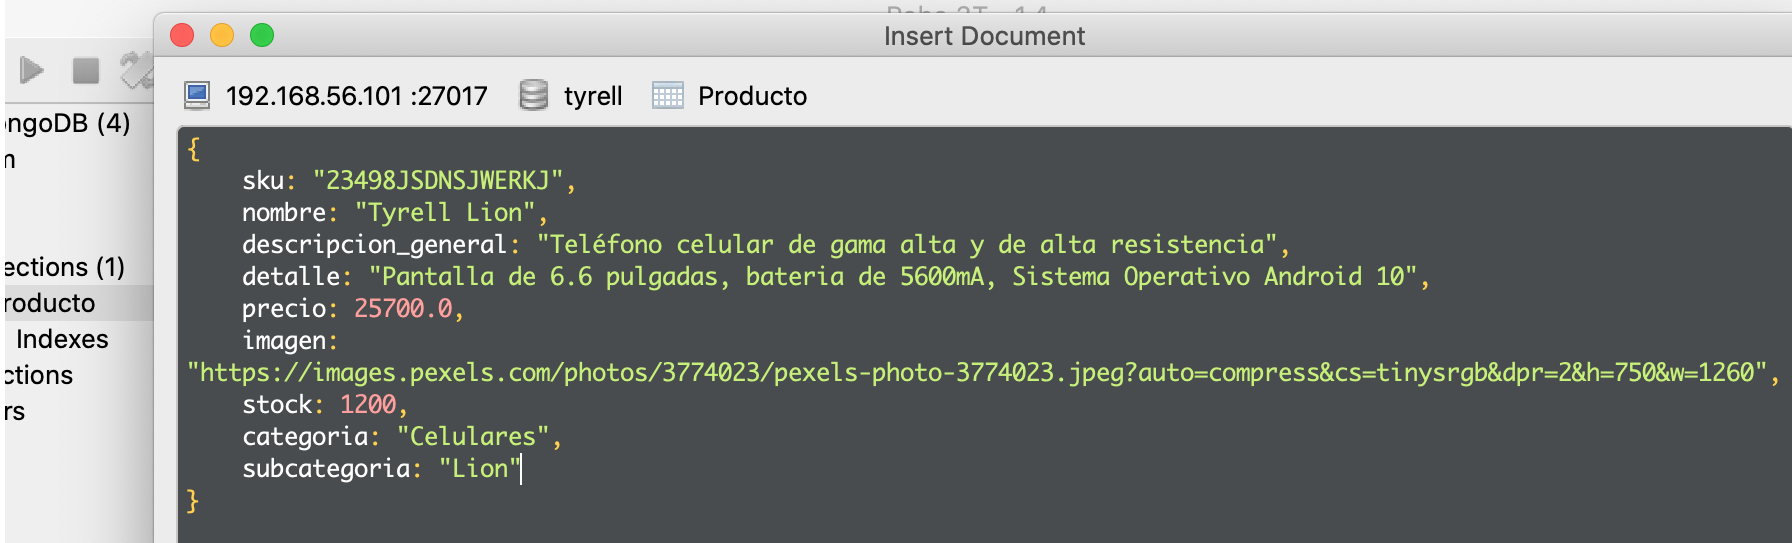 Insert Document
192.168.56.101 :27017 tyrell Producto
ongoDB (4)
ections (1)
roducto
Indexes
ctions
rs
{
sku: "23498JSDNSJWERKJ",
nombre: "Tyrell Lion",
descripcion_general: "Teléfono celular de gama alta y de alta resistencia",
detalle: "Pantalla de 6.6 pulgadas, bateria de 5600mA, Sistema Operativo Android 10",
precio: 25700.0,
imagen:
"https://images.pexels.com/photos/3774023/pexels-photo-3774023.jpeg?auto=compress&cs=tinysrgb&dpr=2&h=750&w=1260",
stock: 1200,
categoria: "Celulares",
subcategoria: "Lion"
}